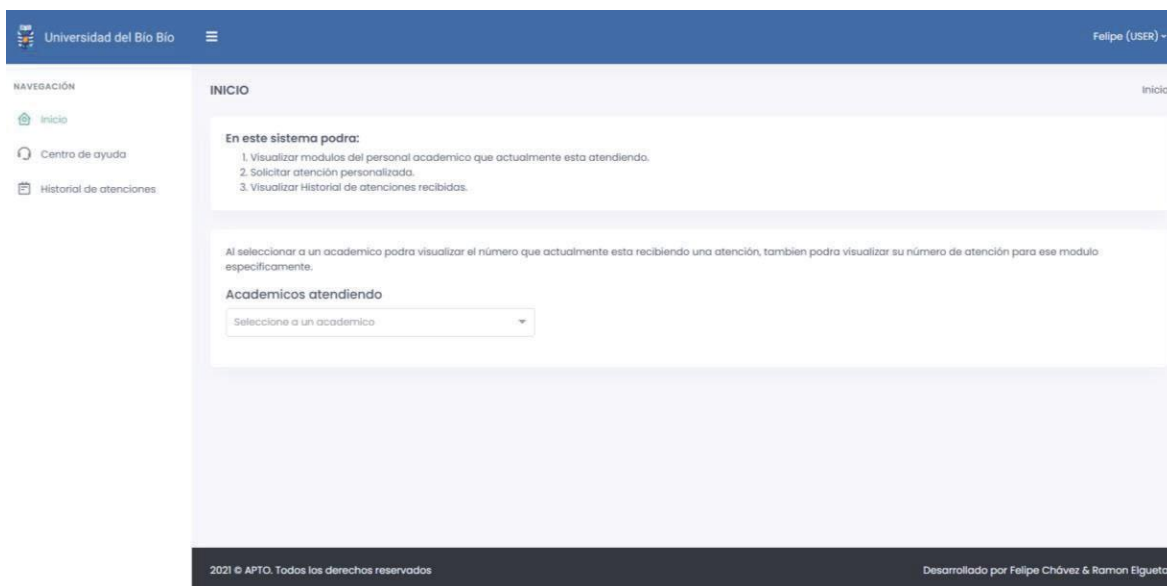 Universidad del Bío Bío
Felipe (USER)
NAVEGACIÓN
Inicio
Centro de ayuda
Historial de atenciones
INICIO
Inicio
En este sistema podra:
1. Visualizar modulos del personal academico que actualmente esta atendiendo.
2. Solicitar atención personalizada.
3. Visualizar Historial de atenciones recibidas.
Al seleccionar a un academico podra visualizar el número que actualmente esta recibiendo una atención, tambien podra visualizar su número de atención para ese modulo
especificamente.
Academicos atendiendo
Seleccione a un academico
2021 © APTO. Todos los derechos reservados
Desarrollado por Felipe Chávez & Ramon Elgueta